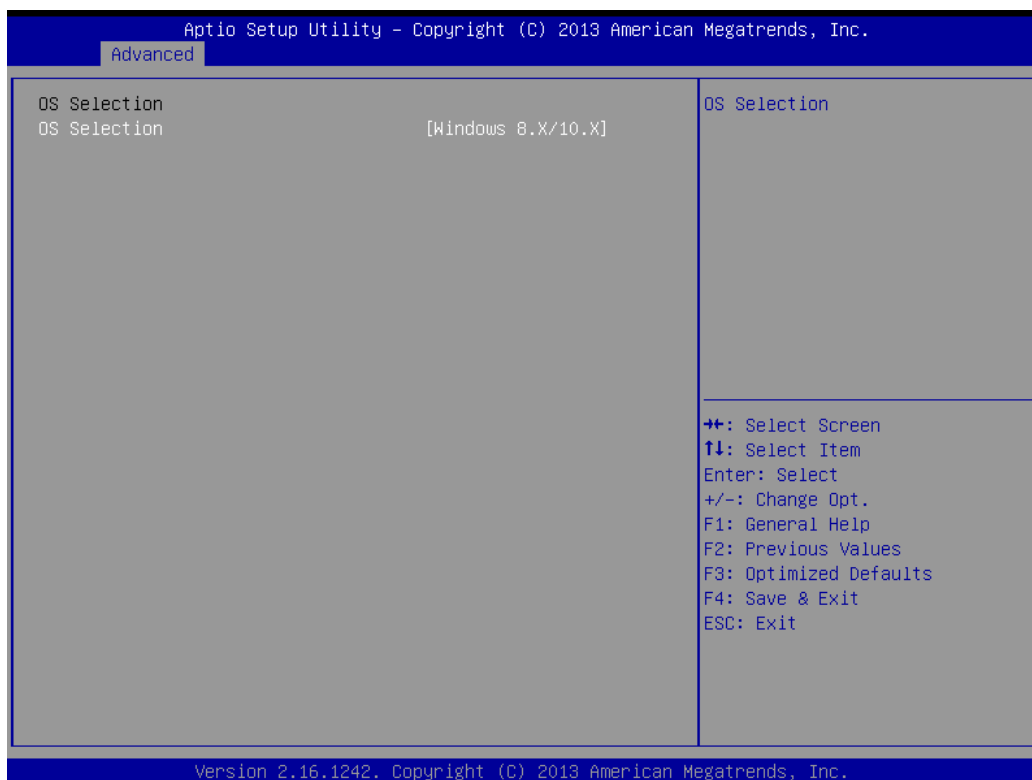 Aptio Setup Utility – Copyright (C) 2013 American Megatrends, Inc.
Advanced
OS Selection
OS Selection [Windows 8.X/10.X]
OS Selection
→←: Select Screen
↑↓: Select Item
Enter: Select
+/-: Change Opt.
F1: General Help
F2: Previous Values
F3: Optimized Defaults
F4: Save & Exit
ESC: Exit
Version 2.16.1242. Copyright (C) 2013 American Megatrends, Inc.